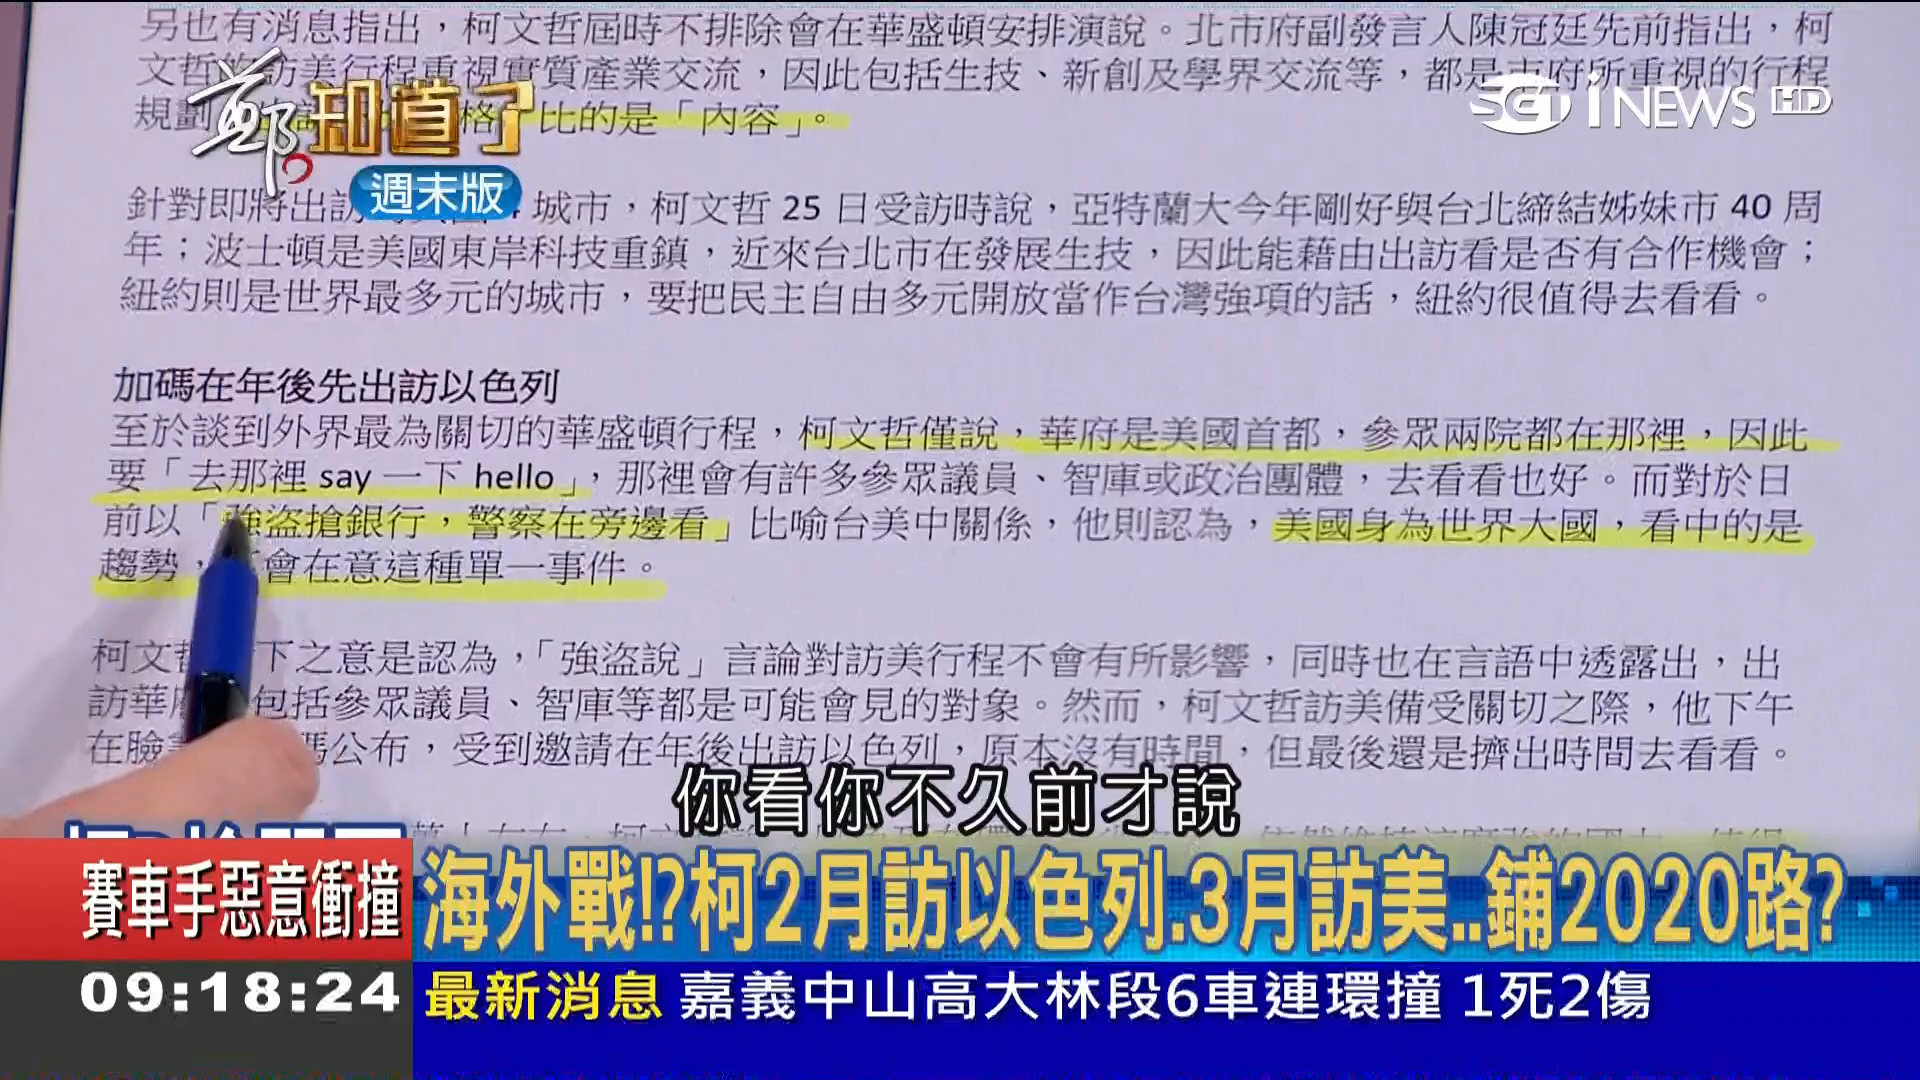 另也有消息指出，柯文哲屆時不排除會在華盛頓安排演說。北市府副發言人陳冠廷先前指出，柯
文哲的訪美行程重視實質產業交流，因此包括生技、新創及學界交流等，都是市府所重視的行程
規劃 格 比的是「內容」。
鄭知道了
週末版
SETiNEWS HD
針對即將出訪 城市，柯文哲 25 日受訪時說，亞特蘭大今年剛好與台北締結姊妹市 40 周
年；波士頓是美國東岸科技重鎮，近來台北市在發展生技，因此能藉由出訪看是否有合作機會；
紐約則是世界最多元的城市，要把民主自由多元開放當作台灣強項的話，紐約很值得去看看。
加碼在年後先出訪以色列
至於談到外界最為關切的華盛頓行程，柯文哲僅說，華府是美國首都，參眾兩院都在那裡，因此
要「去那裡 say 一下 hello」，那裡會有許多參眾議員、智庫或政治團體，去看看也好。而對於日
前以「強盜搶銀行，警察在旁邊看」比喻台美中關係，他則認為，美國身為世界大國，看中的是
趨勢， 會在意這種單一事件。
柯文哲 下之意是認為，「強盜說」言論對訪美行程不會有所影響，同時也在言語中透露出，出
訪華府 包括參眾議員、智庫等都是可能會見的對象。然而，柯文哲訪美備受關切之際，他下午
在臉 碼公布，受到邀請在年後出訪以色列，原本沒有時間，但最後還是擠出時間去看看。
你看你不久前才說
賽車手惡意衝撞
海外戰!?柯2月訪以色列.3月訪美..鋪2020路?
09:18:24
最新消息 嘉義中山高大林段6車連環撞 1死2傷